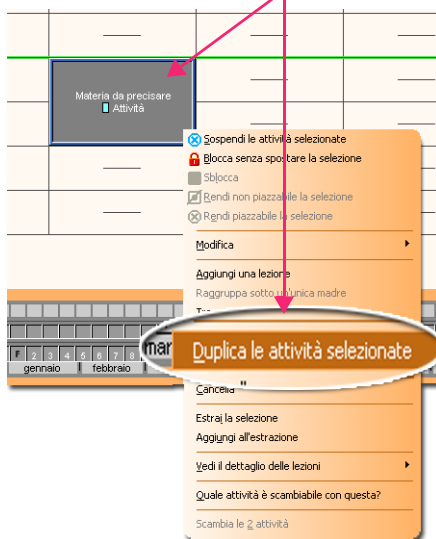 Materia da precisare
Attività
Sospendi le attività selezionate
Blocca senza spostare la selezione
Sblocca
Rendi non piazzabile la selezione
Rendi piazzabile la selezione
Modifica
Aggiungi una lezione
Raggruppa sotto un'unica madre
Duplica le attività selezionate
mar
F 2 3 4 5 6 7 8
gennaio febbraio
Cancella
Estrai la selezione
Aggiungi all'estrazione
Vedi il dettaglio delle lezioni
Quale attività è scambiabile con questa?
Scambia le 2 attività